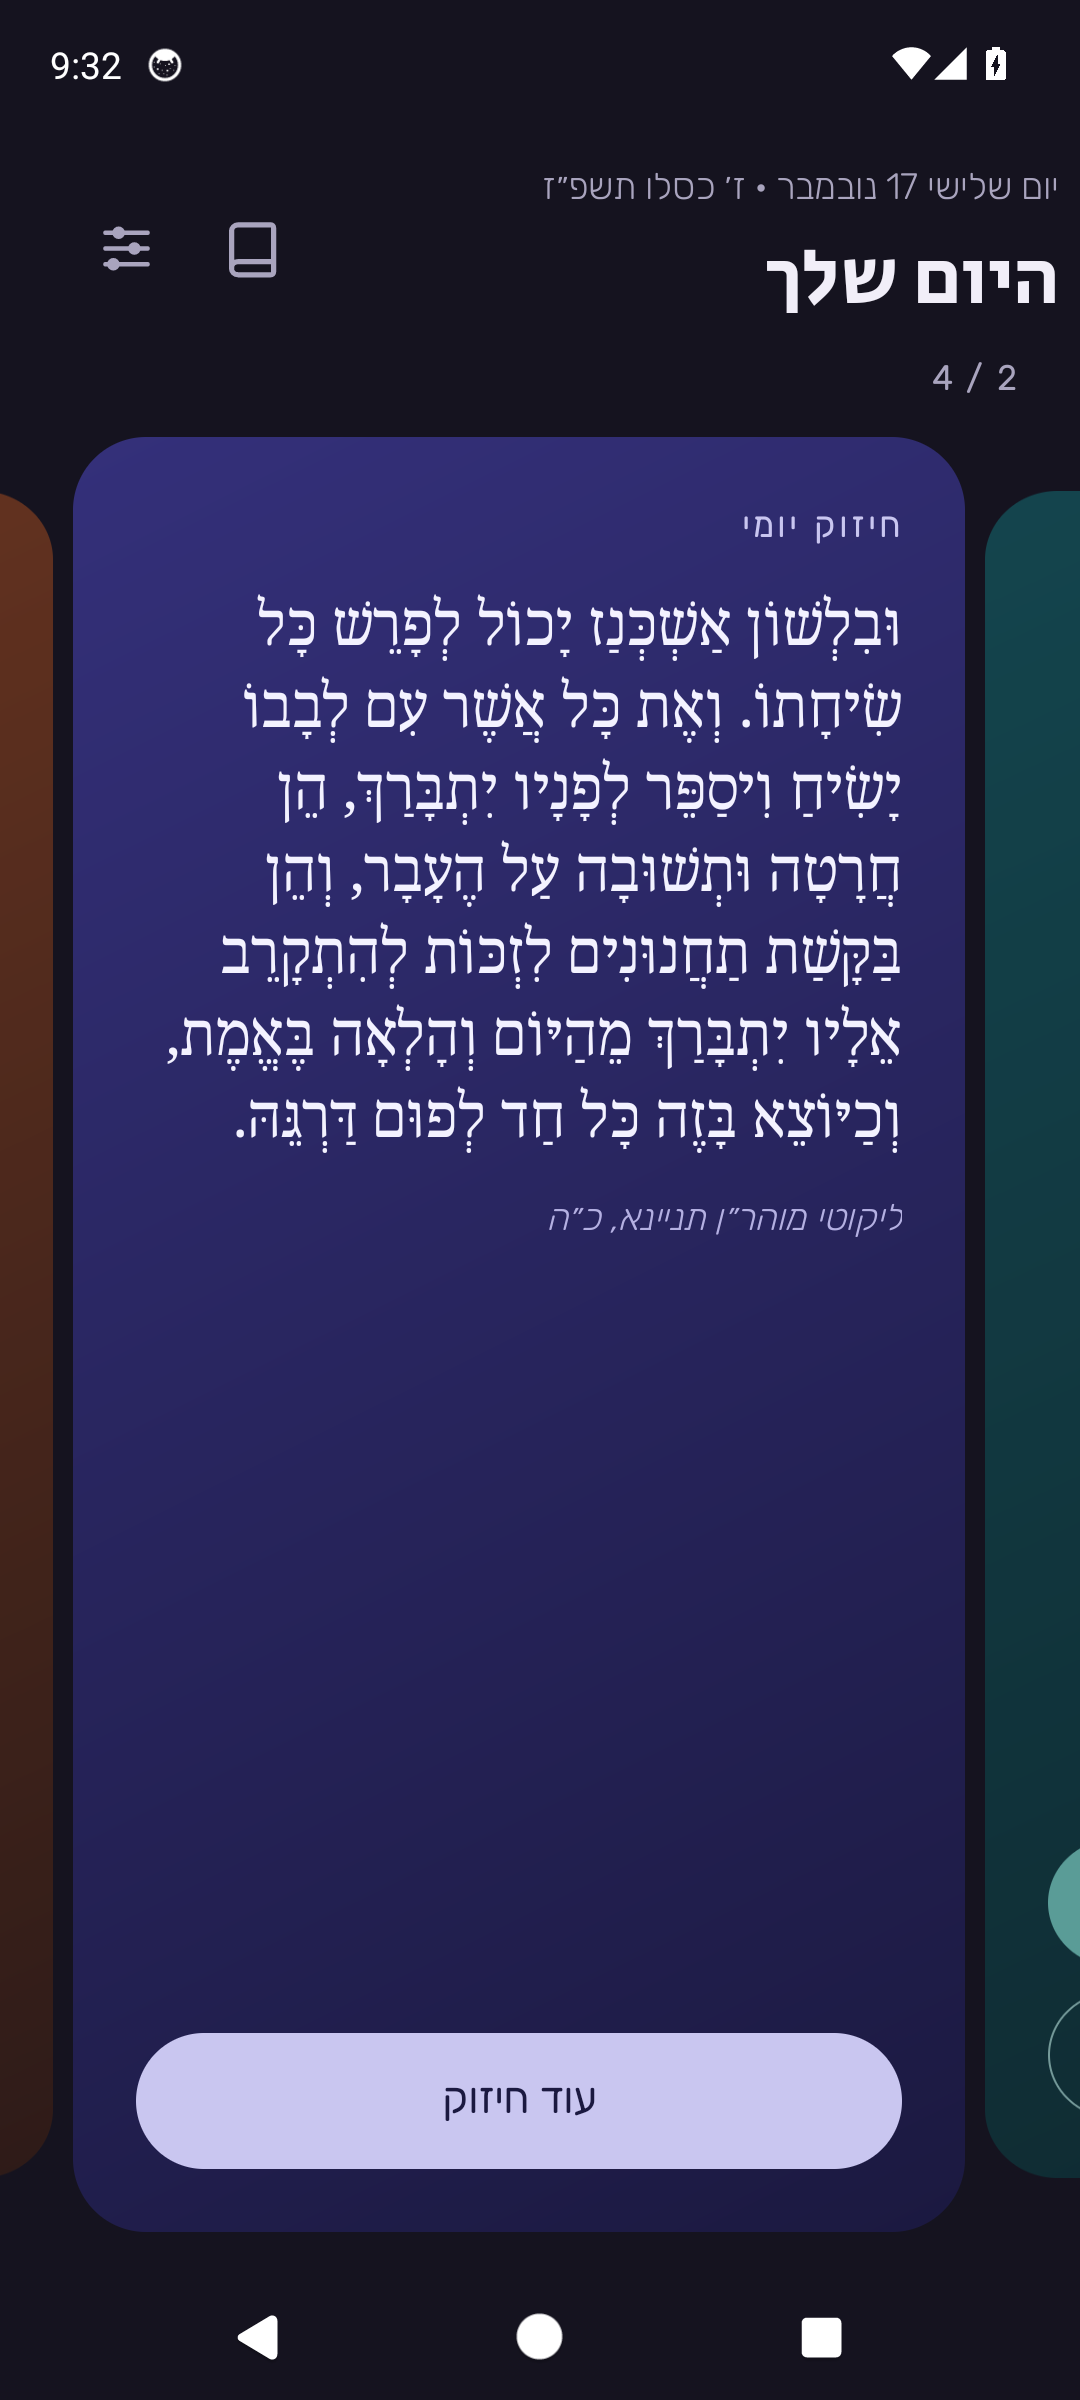 9:32
יום שלישי 17 נובמבר • ז׳ כסלו תשפ״ז
היום שלך
2 / 4
חיזוק יומי
וּבִלְשׁוֹן אַשְׁכְּנַז יָכוֹל לְפָרֵשׁ כָּל
שִׂיחָתוֹ. וְאֶת כָּל אֲשֶׁר עִם לְבָבוֹ
יָשִׂיחַ וִיסַפֵּר לְפָנָיו יִתְבָּרַךְ, הֵן
חֲרָטָה וּתְשׁוּבָה עַל הֶעָבָר, וְהֵן
בַּקָּשַׁת תַּחֲנוּנִים לִזְכּוֹת לְהִתְקָרֵב
אֵלָיו יִתְבָּרַךְ מֵהַיּוֹם וְהָלְאָה בֶּאֱמֶת,
וְכַיּוֹצֵא בָּזֶה כָּל חַד לְפוּם דַּרְגֵּהּ.
ליקוטי מוהר״ן תניינא, כ״ה
עוד חיזוק